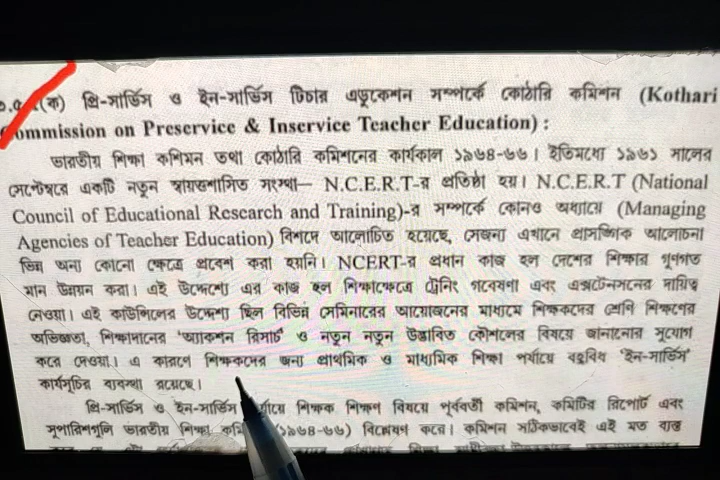 (ক) প্রি-সার্ভিস ও ইন-সার্ভিস টিচার এডুকেশন সম্পর্কে কোঠারি কমিশন (Kothari
Commission on Preservice & Inservice Teacher Education) :
ভারতীয় শিক্ষা কমিশন তথা কোঠারি কমিশনের কার্যকাল ১৯৬৪-৬৬। ইতিমধ্যে ১৯৬১ সালের
সেপ্টেম্বরে একটি নতুন স্বায়ত্তশাসিত সংস্থা— N.C.E.R.T-র প্রতিষ্ঠা হয়। N.C.E.R.T (National
Council of Educational Research and Training)-র সম্পর্কে কোনও অধ্যায়ে (Managing
Agencies of Teacher Education) বিশদে আলোচিত হয়েছে, সেজন্য এখানে প্রাসঙ্গিক আলোচনা
ভিন্ন অন্য কোনো ক্ষেত্রে প্রবেশ করা হয়নি। NCERT-র প্রধান কাজ হল দেশের শিক্ষার গুণগত
মান উন্নয়ন করা। এই উদ্দেশ্যে এর কাজ হল শিক্ষাক্ষেত্রে ট্রেনিং গবেষণা এবং এক্সটেনশনের দায়িত্ব
নেওয়া। এই কাউন্সিলের উদ্দেশ্য ছিল বিভিন্ন সেমিনারের আয়োজনের মাধ্যমে শিক্ষকদের শ্রেণি শিক্ষণের
অভিজ্ঞতা, শিক্ষাদানের 'অ্যাকশন রিসার্চ' ও নতুন নতুন উদ্ভাবিত কৌশলের বিষয়ে জানানোর সুযোগ
করে দেওয়া। এ কারণে শিক্ষকদের জন্য প্রাথমিক ও মাধ্যমিক শিক্ষা পর্যায়ে বহুবিধ 'ইন-সার্ভিস'
কার্যসূচির ব্যবস্থা রয়েছে।
প্রি-সার্ভিস ও ইন-সার্ভিস শিক্ষক শিক্ষণ বিষয়ে পূর্ববর্তী কমিশন, কমিটির রিপোর্ট এবং
সুপারিশগুলি ভারতীয় শিক্ষা (১৯৬৪-৬৬) বিশ্লেষণ করে। কমিশন সঠিকভাবেই এই মত ব্যক্ত